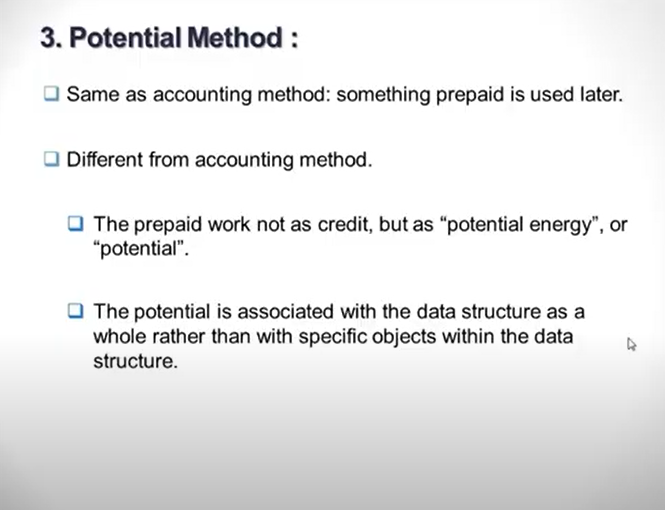 3. Potential Method :
Same as accounting method: something prepaid is used later.
Different from accounting method.
The prepaid work not as credit, but as “potential energy”, or
“potential”.
The potential is associated with the data structure as a
whole rather than with specific objects within the data
structure.